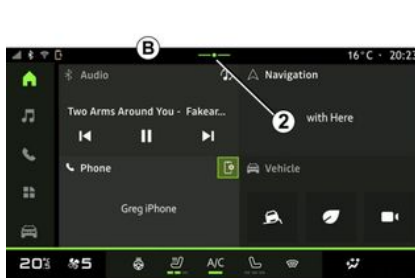 B
16°C · 20:23
Audio
Navigation
Two Arms Around You - Fakear...
2
with Here
Phone
Vehicle
Greg iPhone
20 5
5
A/C